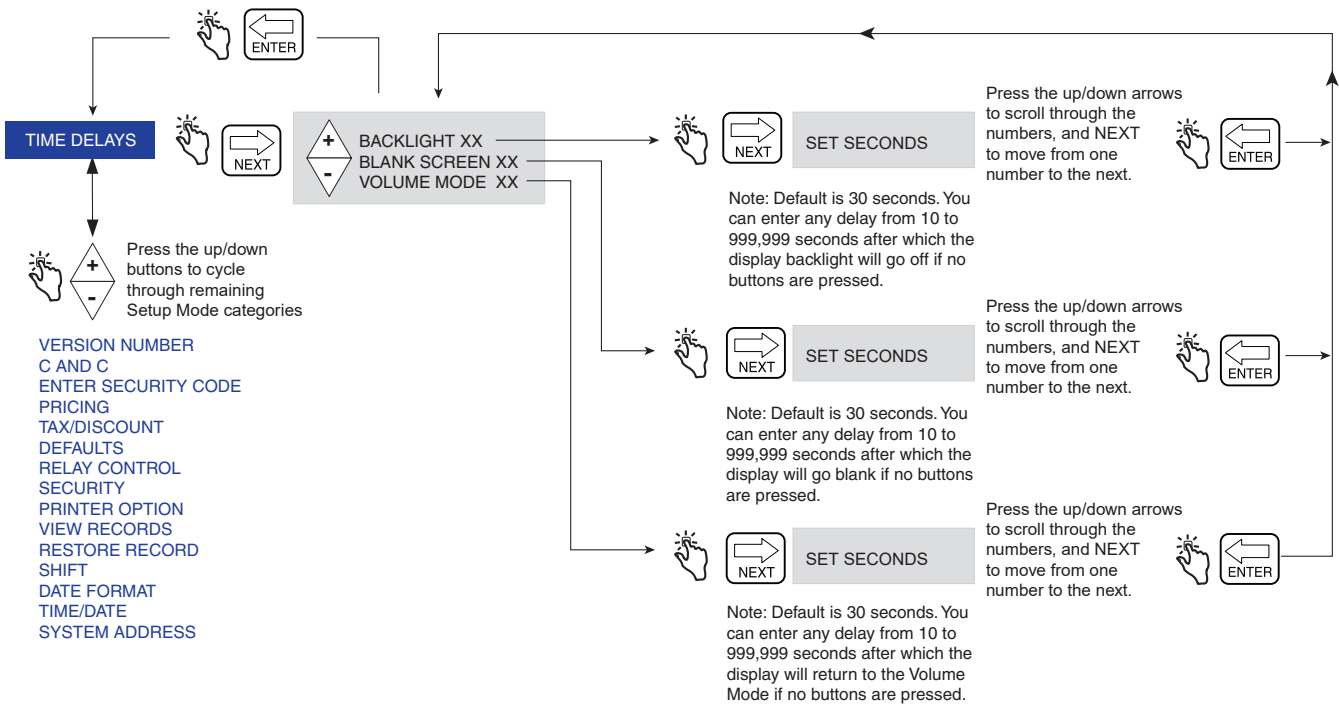 ENTER
TIME DELAYS
NEXT
+
-
BACKLIGHT XX
BLANK SCREEN XX
VOLUME MODE XX
NEXT
SET SECONDS
Press the up/down arrows
to scroll through the
numbers, and NEXT
to move from one
number to the next.
ENTER
Note: Default is 30 seconds. You
can enter any delay from 10 to
999,999 seconds after which the
display backlight will go off if no
buttons are pressed.
+
-
Press the up/down
buttons to cycle
through remaining
Setup Mode categories
VERSION NUMBER
C AND C
ENTER SECURITY CODE
PRICING
TAX/DISCOUNT
DEFAULTS
RELAY CONTROL
SECURITY
PRINTER OPTION
VIEW RECORDS
RESTORE RECORD
SHIFT
DATE FORMAT
TIME/DATE
SYSTEM ADDRESS
NEXT
SET SECONDS
Press the up/down arrows
to scroll through the
numbers, and NEXT
to move from one
number to the next.
ENTER
Note: Default is 30 seconds. You
can enter any delay from 10 to
999,999 seconds after which the
display will go blank if no buttons
are pressed.
NEXT
SET SECONDS
Press the up/down arrows
to scroll through the
numbers, and NEXT
to move from one
number to the next.
ENTER
Note: Default is 30 seconds. You
can enter any delay from 10 to
999,999 seconds after which the
display will return to the Volume
Mode if no buttons are pressed.